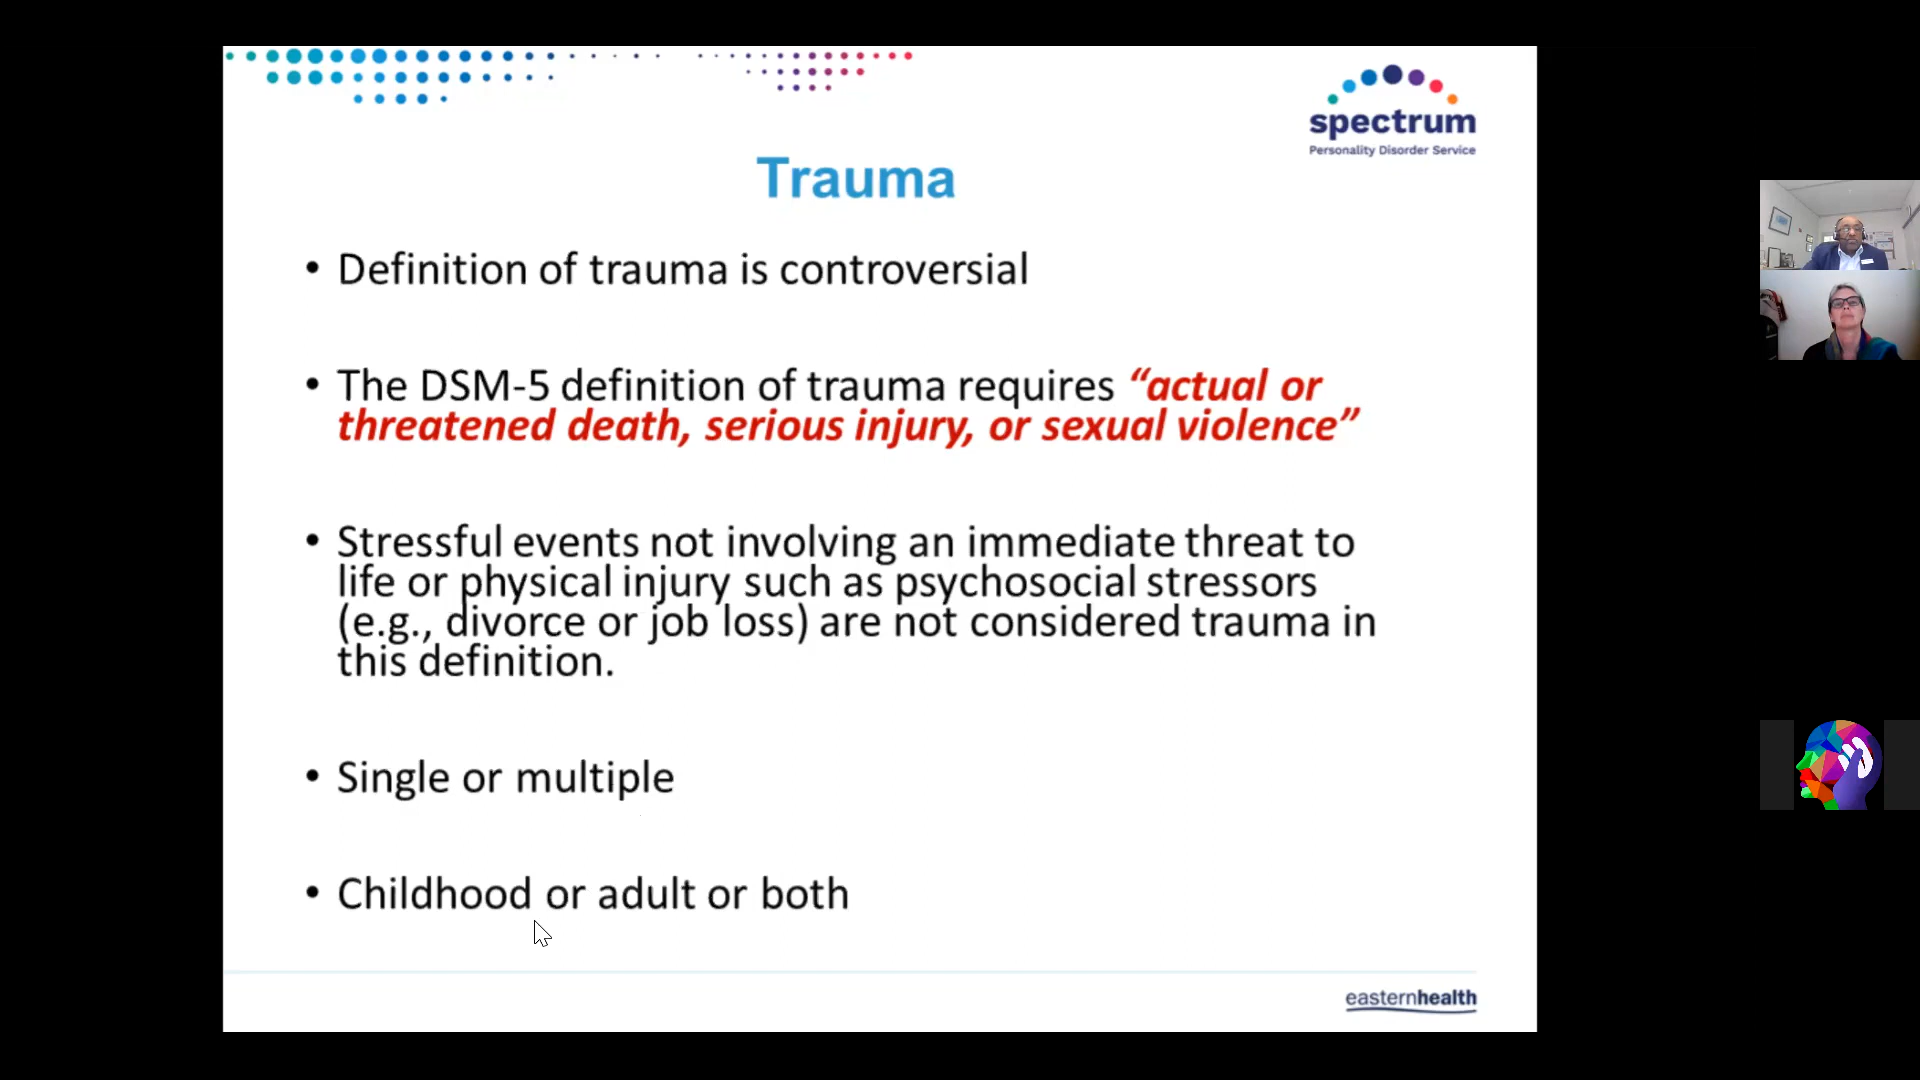 spectrum
Personality Disorder Service
Trauma
• Definition of trauma is controversial
• The DSM-5 definition of trauma requires “actual or
threatened death, serious injury, or sexual violence”
• Stressful events not involving an immediate threat to
life or physical injury such as psychosocial stressors
(e.g., divorce or job loss) are not considered trauma in
this definition.
• Single or multiple
• Childhood or adult or both
easternhealth